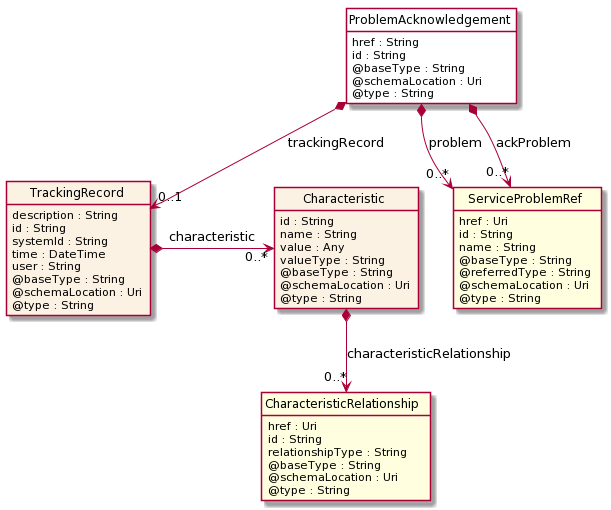 ProblemAcknowledgement
href : String
id : String
@baseType : String
@schemaLocation : Uri
@type : String
trackingRecord
problem
ackProblem
0..1
0..*
0..*
TrackingRecord
description : String
id : String
systemId : String
time : DateTime
user : String
@baseType : String
@schemaLocation : Uri
@type : String
characteristic
0..*
Characteristic
id : String
name : String
value : Any
valueType : String
@baseType : String
@schemaLocation : Uri
@type : String
ServiceProblemRef
href : Uri
id : String
name : String
@baseType : String
@referredType : String
@schemaLocation : Uri
@type : String
characteristicRelationship
0..*
CharacteristicRelationship
href : Uri
id : String
relationshipType : String
@baseType : String
@schemaLocation : Uri
@type : String